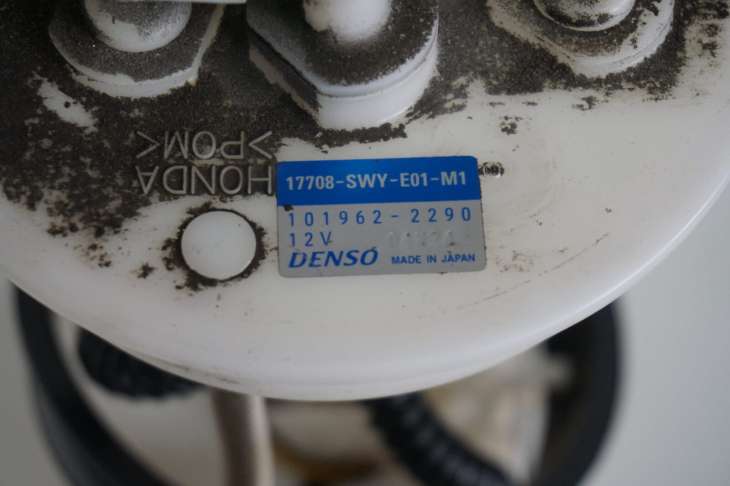 >POM<
HONDA
17708-SWY-E01-M1
101962-2290
12V
DENSO MADE IN JAPAN